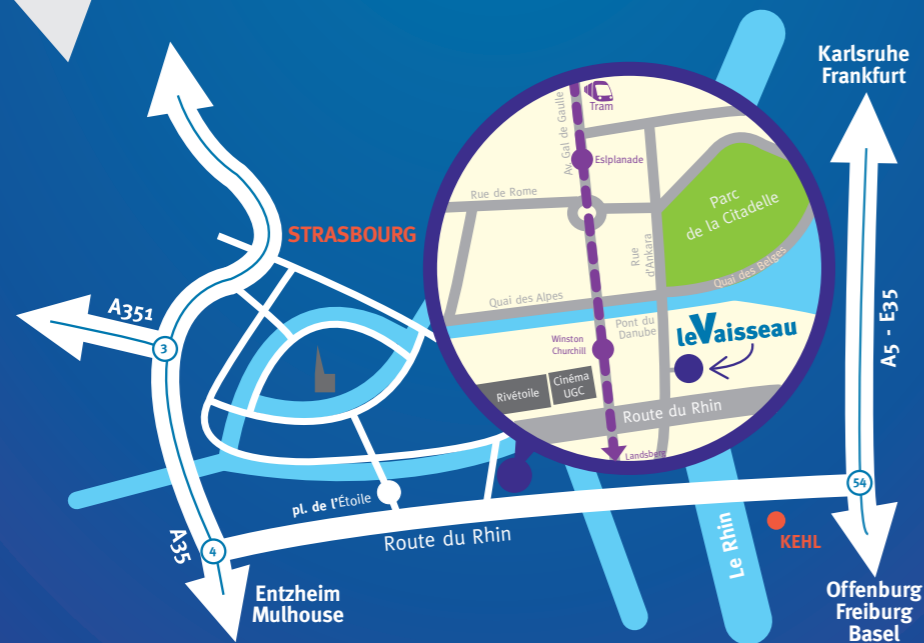 Karlsruhe
Frankfurt
Tram
Av. Gal de Gaulle
Eslplanade
Rue de Rome
Parc
de la Citadelle
STRASBOURG
Rue
d'Ankara
Quai des Belges
Quai des Alpes
A351
3
Pont du
Danube
leVaisseau
A5 - E35
Winston
Churchill
Rivétoile
Cinéma
UGC
Route du Rhin
Landsberg
54
pl. de l'Étoile
Route du Rhin
A35
4
Le Rhin
KEHL
Entzheim
Mulhouse
Offenburg
Freiburg
Basel